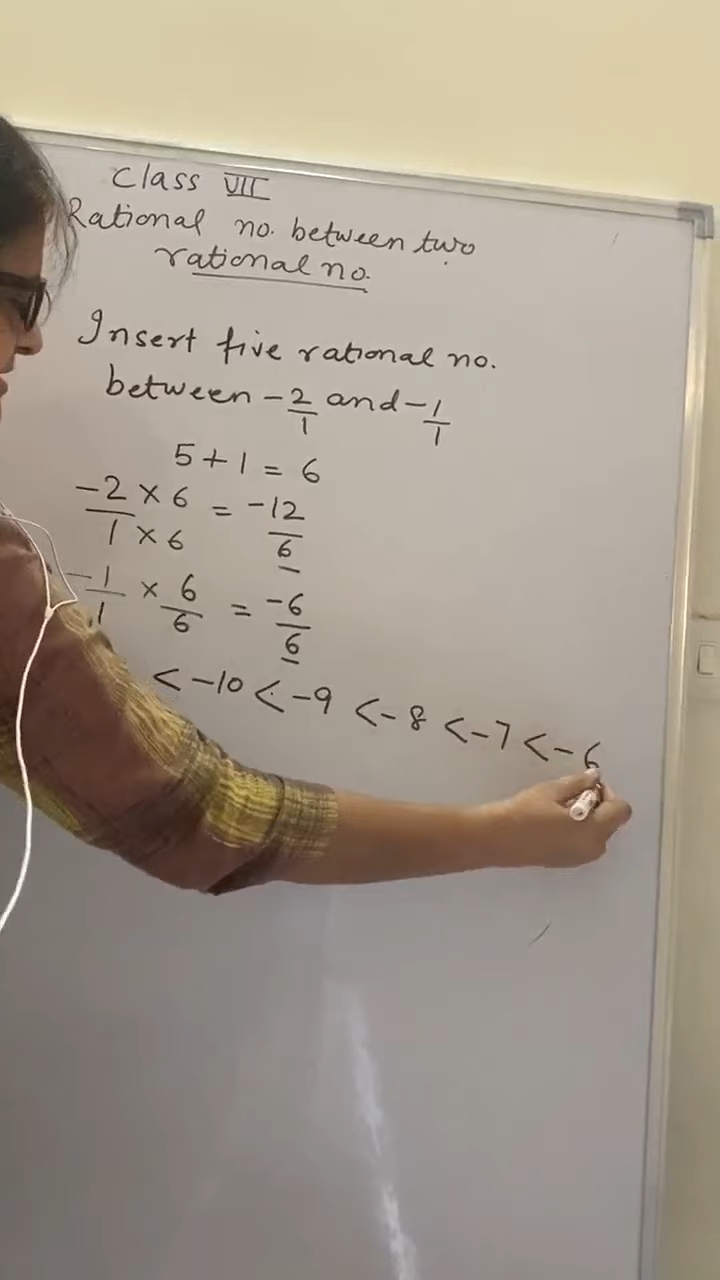 Class VII
Rational no. between two
rational no.
Insert five rational no.
between -2/1 and -1/1
5+1 = 6
-2 × 6 / 1 × 6 = -12/6
-1/1 × 6/6 = -6/6
< -10 < -9 < -8 < -7 < -6